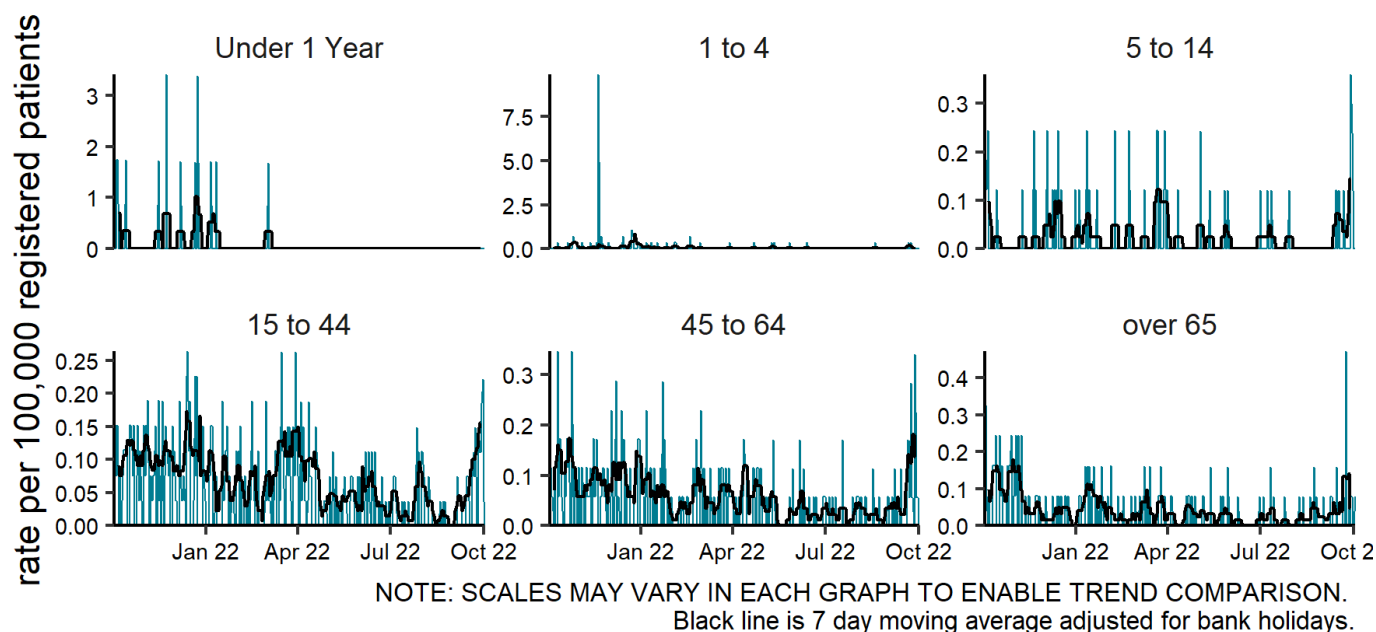 rate per 100,000 registered patients
Under 1 Year
1 to 4
5 to 14
3
2
1
0
7.5
5.0
2.5
0.0
0.3
0.2
0.1
0.0
15 to 44
45 to 64
over 65
0.25
0.20
0.15
0.10
0.05
0.00
0.3
0.2
0.1
0.0
0.4
0.3
0.2
0.1
0.0
Jan 22 Apr 22 Jul 22 Oct 22
Jan 22 Apr 22 Jul 22 Oct 22
Jan 22 Apr 22 Jul 22 Oct 2
NOTE: SCALES MAY VARY IN EACH GRAPH TO ENABLE TREND COMPARISON.
Black line is 7 day moving average adjusted for bank holidays.